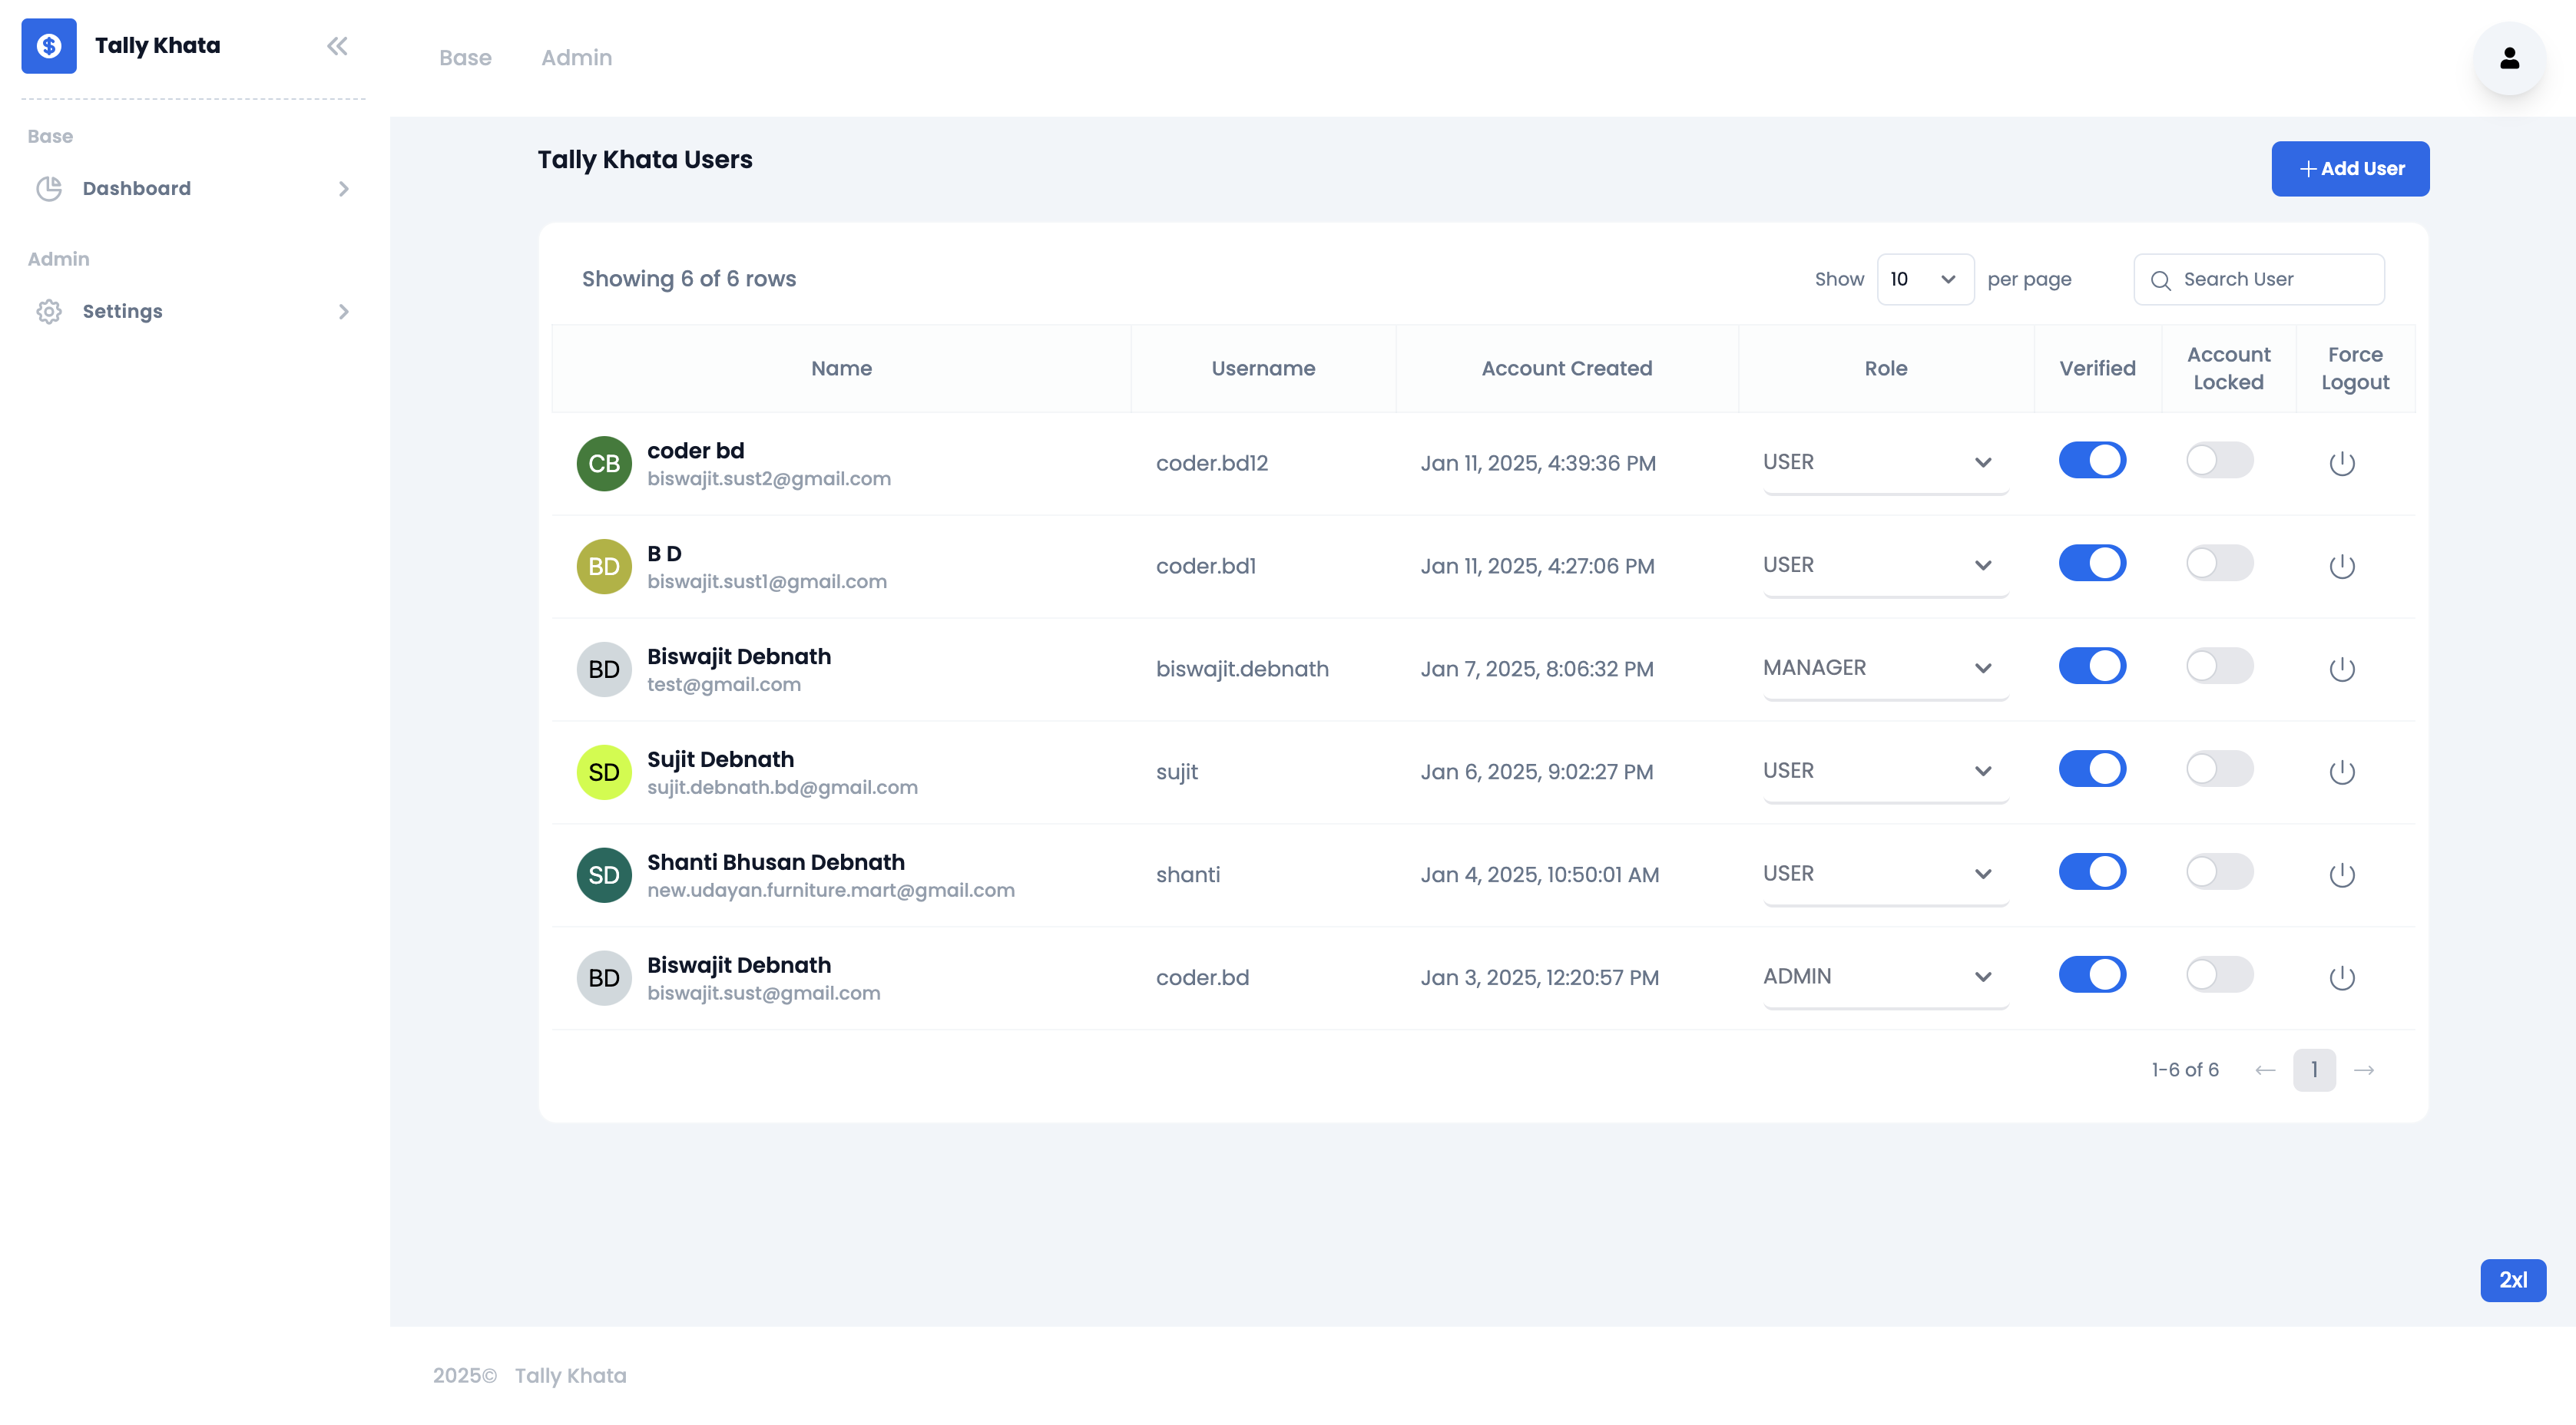 Tally Khata
Base
Dashboard
Admin
Settings
Base Admin
Tally Khata Users
Add User
Showing 6 of 6 rows
Show 10 per page
Search User
Name Username Account Created Role Verified Account Locked Force Logout
CB coder bd
biswajit.sust2@gmail.com
coder.bd12 Jan 11, 2025, 4:39:36 PM USER
BD B D
biswajit.sust1@gmail.com
coder.bd1 Jan 11, 2025, 4:27:06 PM USER
BD Biswajit Debnath
test@gmail.com
biswajit.debnath Jan 7, 2025, 8:06:32 PM MANAGER
SD Sujit Debnath
sujit.debnath.bd@gmail.com
sujit Jan 6, 2025, 9:02:27 PM USER
SD Shanti Bhusan Debnath
new.udayan.furniture.mart@gmail.com
shanti Jan 4, 2025, 10:50:01 AM USER
BD Biswajit Debnath
biswajit.sust@gmail.com
coder.bd Jan 3, 2025, 12:20:57 PM ADMIN
1-6 of 6 1
2xl
2025© Tally Khata